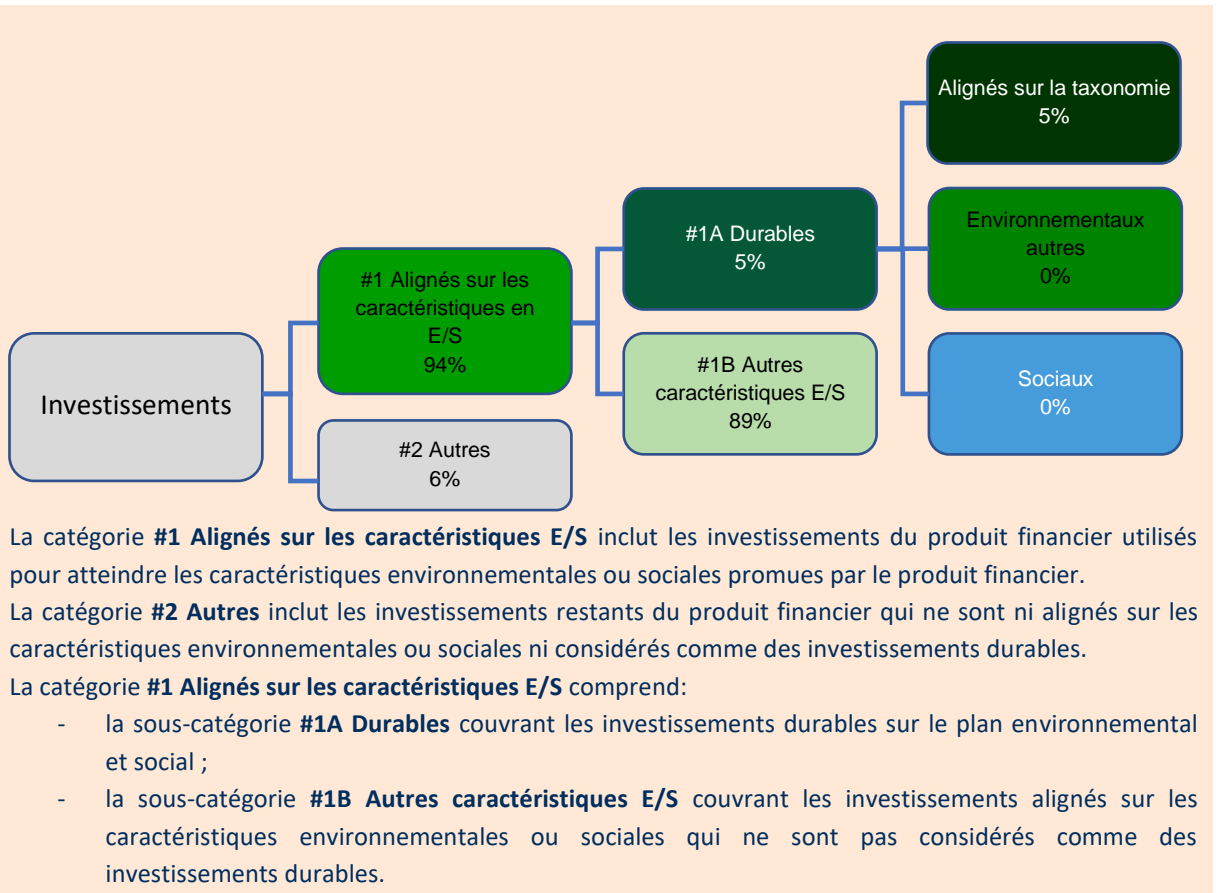 Alignés sur la taxonomie
5%
#1A Durables
5%
Environnementaux
autres
0%
#1 Alignés sur les
caractéristiques en
E/S
94%
#1B Autres
caractéristiques E/S
89%
Sociaux
0%
Investissements
#2 Autres
6%
La catégorie #1 Alignés sur les caractéristiques E/S inclut les investissements du produit financier utilisés
pour atteindre les caractéristiques environnementales ou sociales promues par le produit financier.
La catégorie #2 Autres inclut les investissements restants du produit financier qui ne sont ni alignés sur les
caractéristiques environnementales ou sociales ni considérés comme des investissements durables.
La catégorie #1 Alignés sur les caractéristiques E/S comprend:
- la sous-catégorie #1A Durables couvrant les investissements durables sur le plan environnemental
et social ;
- la sous-catégorie #1B Autres caractéristiques E/S couvrant les investissements alignés sur les
caractéristiques environnementales ou sociales qui ne sont pas considérés comme des
investissements durables.